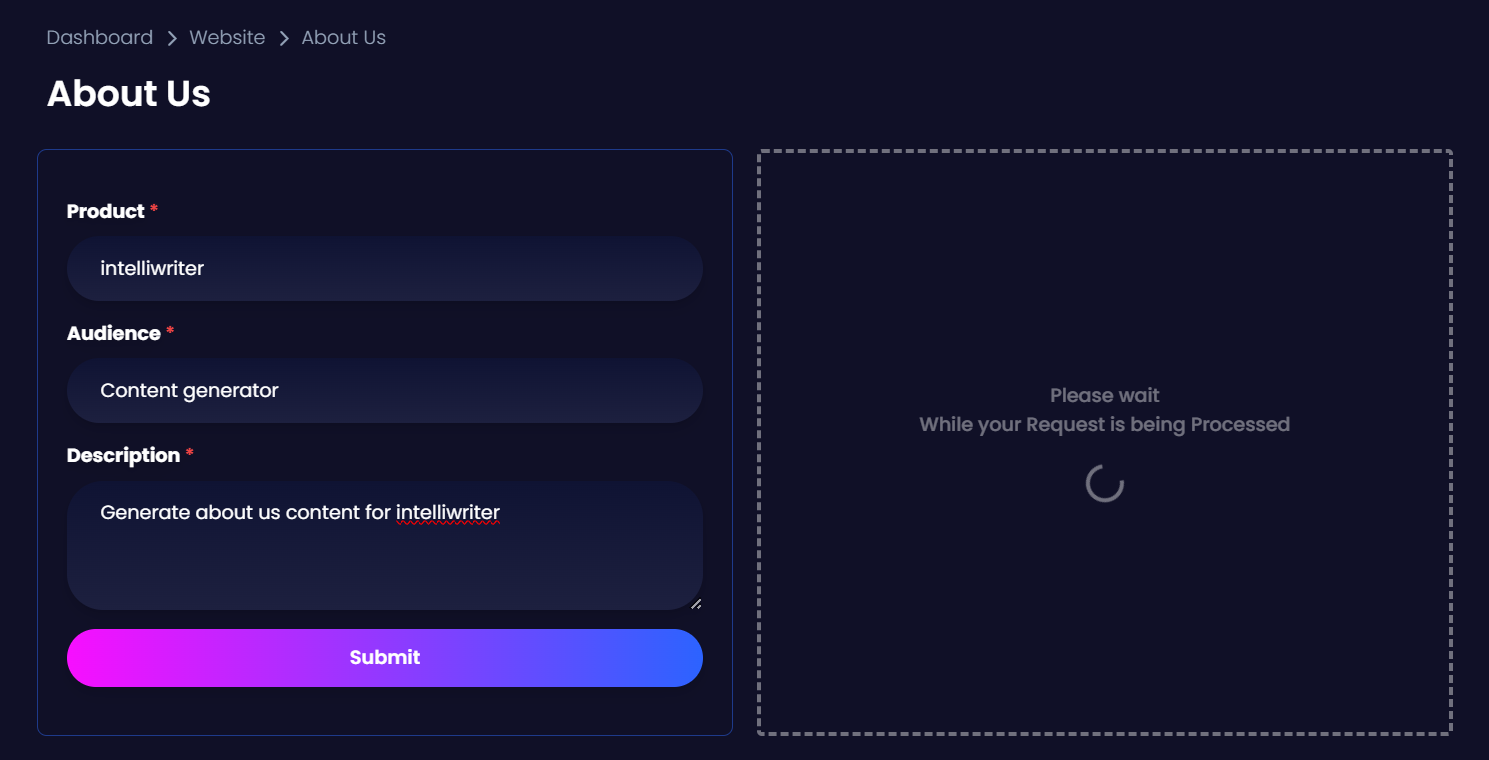 Dashboard > Website > About Us
About Us
Product *
intelliwriter
Audience *
Content generator
Description *
Generate about us content for intelliwriter
Submit
Please wait
While your Request is being Processed